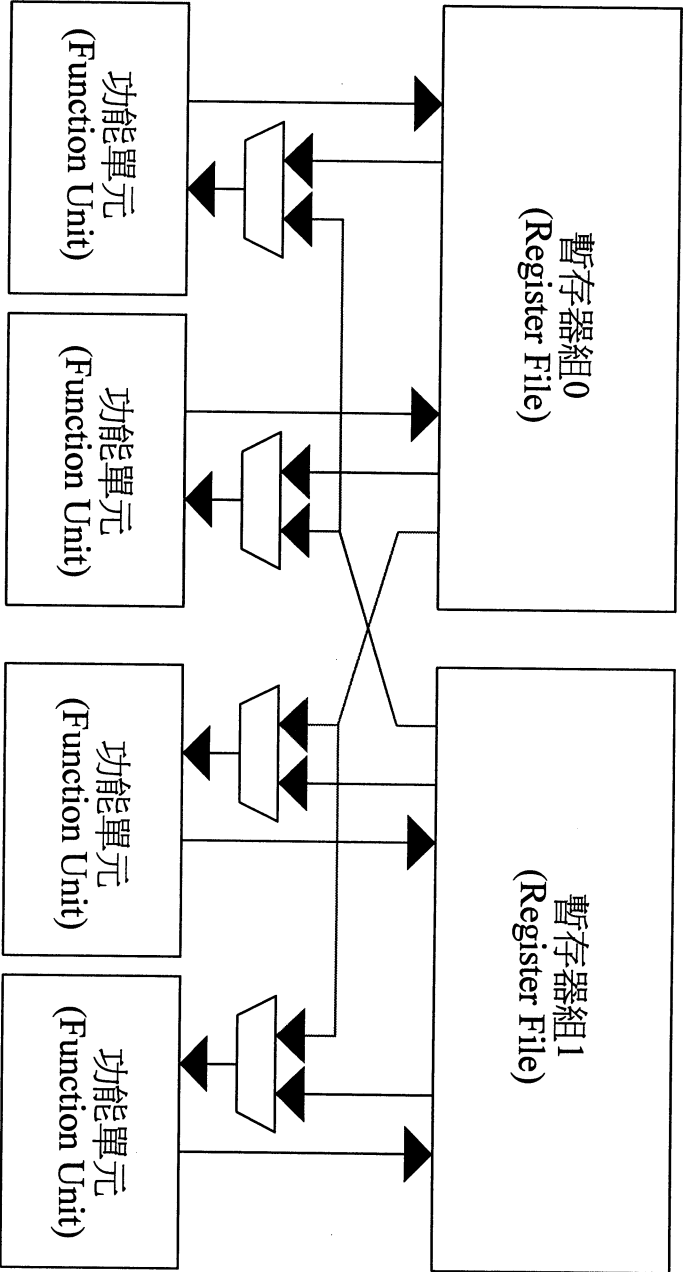 暫存器組0
(Register File)
暫存器組1
(Register File)
功能單元
(Function Unit)
功能單元
(Function Unit)
功能單元
(Function Unit)
功能單元
(Function Unit)